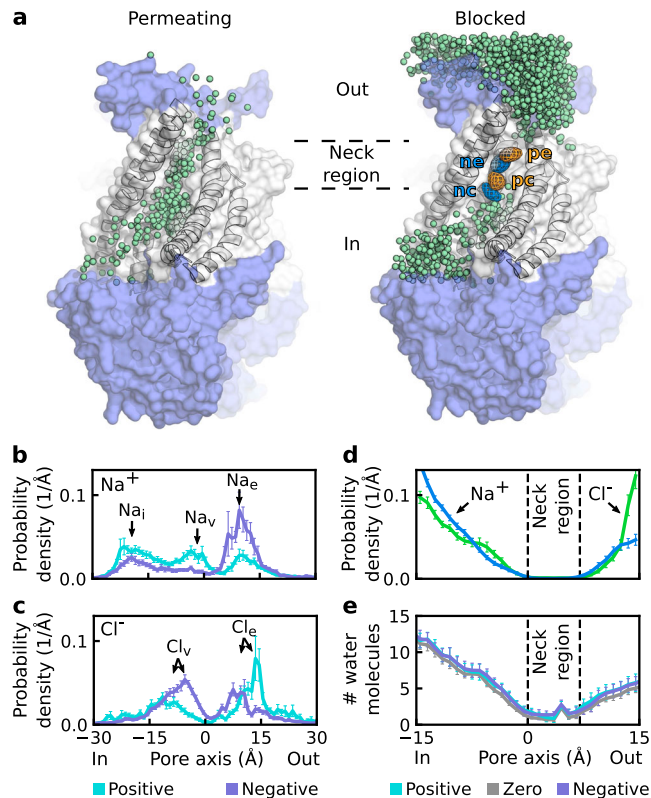 a
Permeating
Blocked
Out
Neck
region
In
ne
pe
nc
pc
b
Probability
density (1/Å)
0.1
0.0
Na⁺
Naᵢ
Naᵥ
Naₑ
c
Probability
density (1/Å)
0.1
0.0
Cl⁻
Clᵥ
Clₑ
−30
−15
0
15
30
In
Pore axis (Å)
Out
Positive
Negative
d
Probability
density (1/Å)
0.1
0.0
Na⁺
Neck
region
Cl⁻
e
# water
molecules
15
10
5
0
Neck
region
−15
0
15
In
Pore axis (Å)
Out
Positive
Zero
Negative